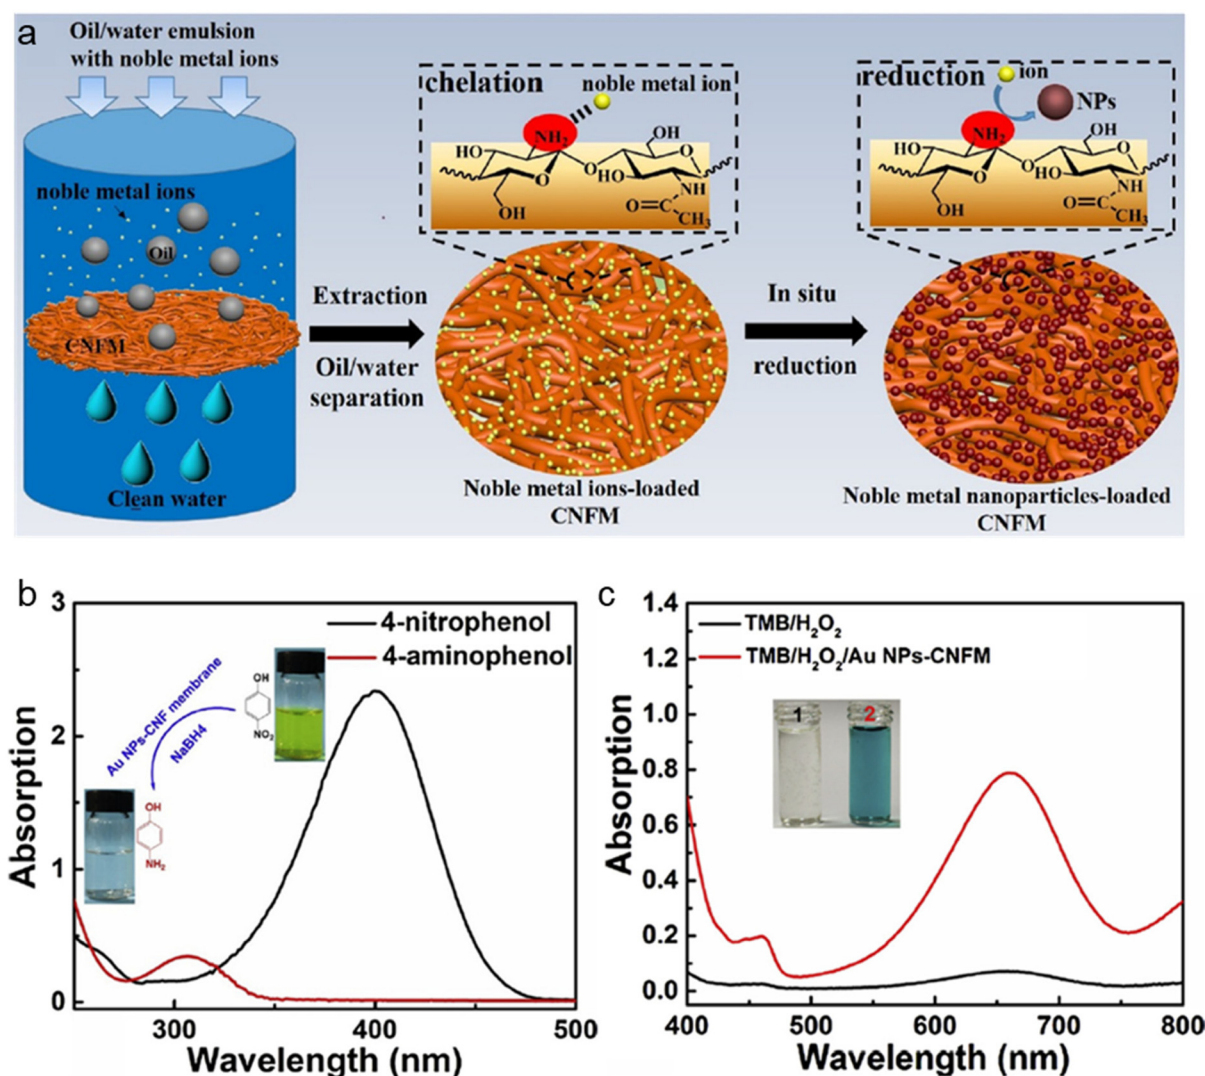 a
Oil/water emulsion
with noble metal ions
noble metal ions
Oil
CNFM
Clean water
Extraction
Oil/water
separation
chelation
noble metal ion
NH₂
HO
OH
O
O
HO
O
NH
O=C
CH₃
OH
Noble metal ions-loaded
CNFM
In situ
reduction
reduction
ion
NPs
NH₂
HO
OH
O
O
HO
O
NH
O=C
CH₃
OH
Noble metal nanoparticles-loaded
CNFM
b
Absorption
3
2
1
0
300
400
500
Wavelength (nm)
4-nitrophenol
4-aminophenol
Au NPs-CNF membrane
NaBH4
OH
NO₂
OH
NH₂
c
Absorption
1.4
1.2
1.0
0.8
0.6
0.4
0.2
0.0
400
500
600
700
800
Wavelength (nm)
TMB/H₂O₂
TMB/H₂O₂/Au NPs-CNFM
1
2